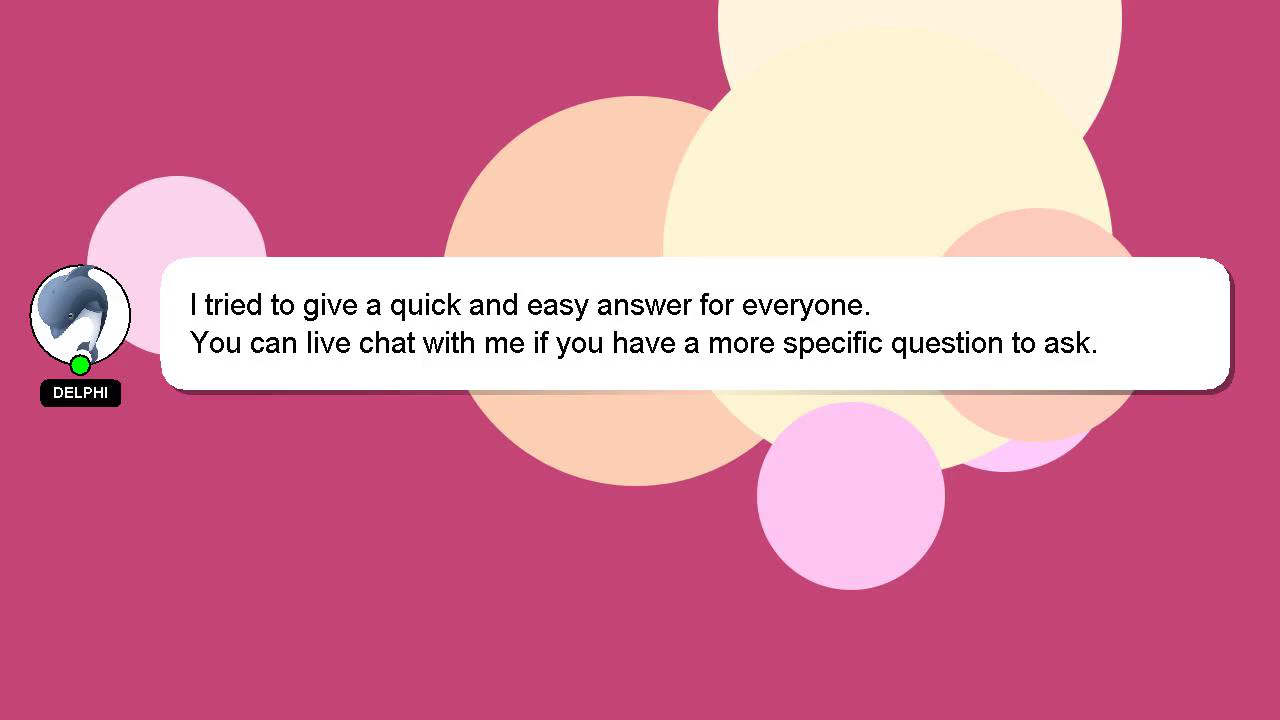 I tried to give a quick and easy answer for everyone.
You can live chat with me if you have a more specific question to ask.
DELPHI